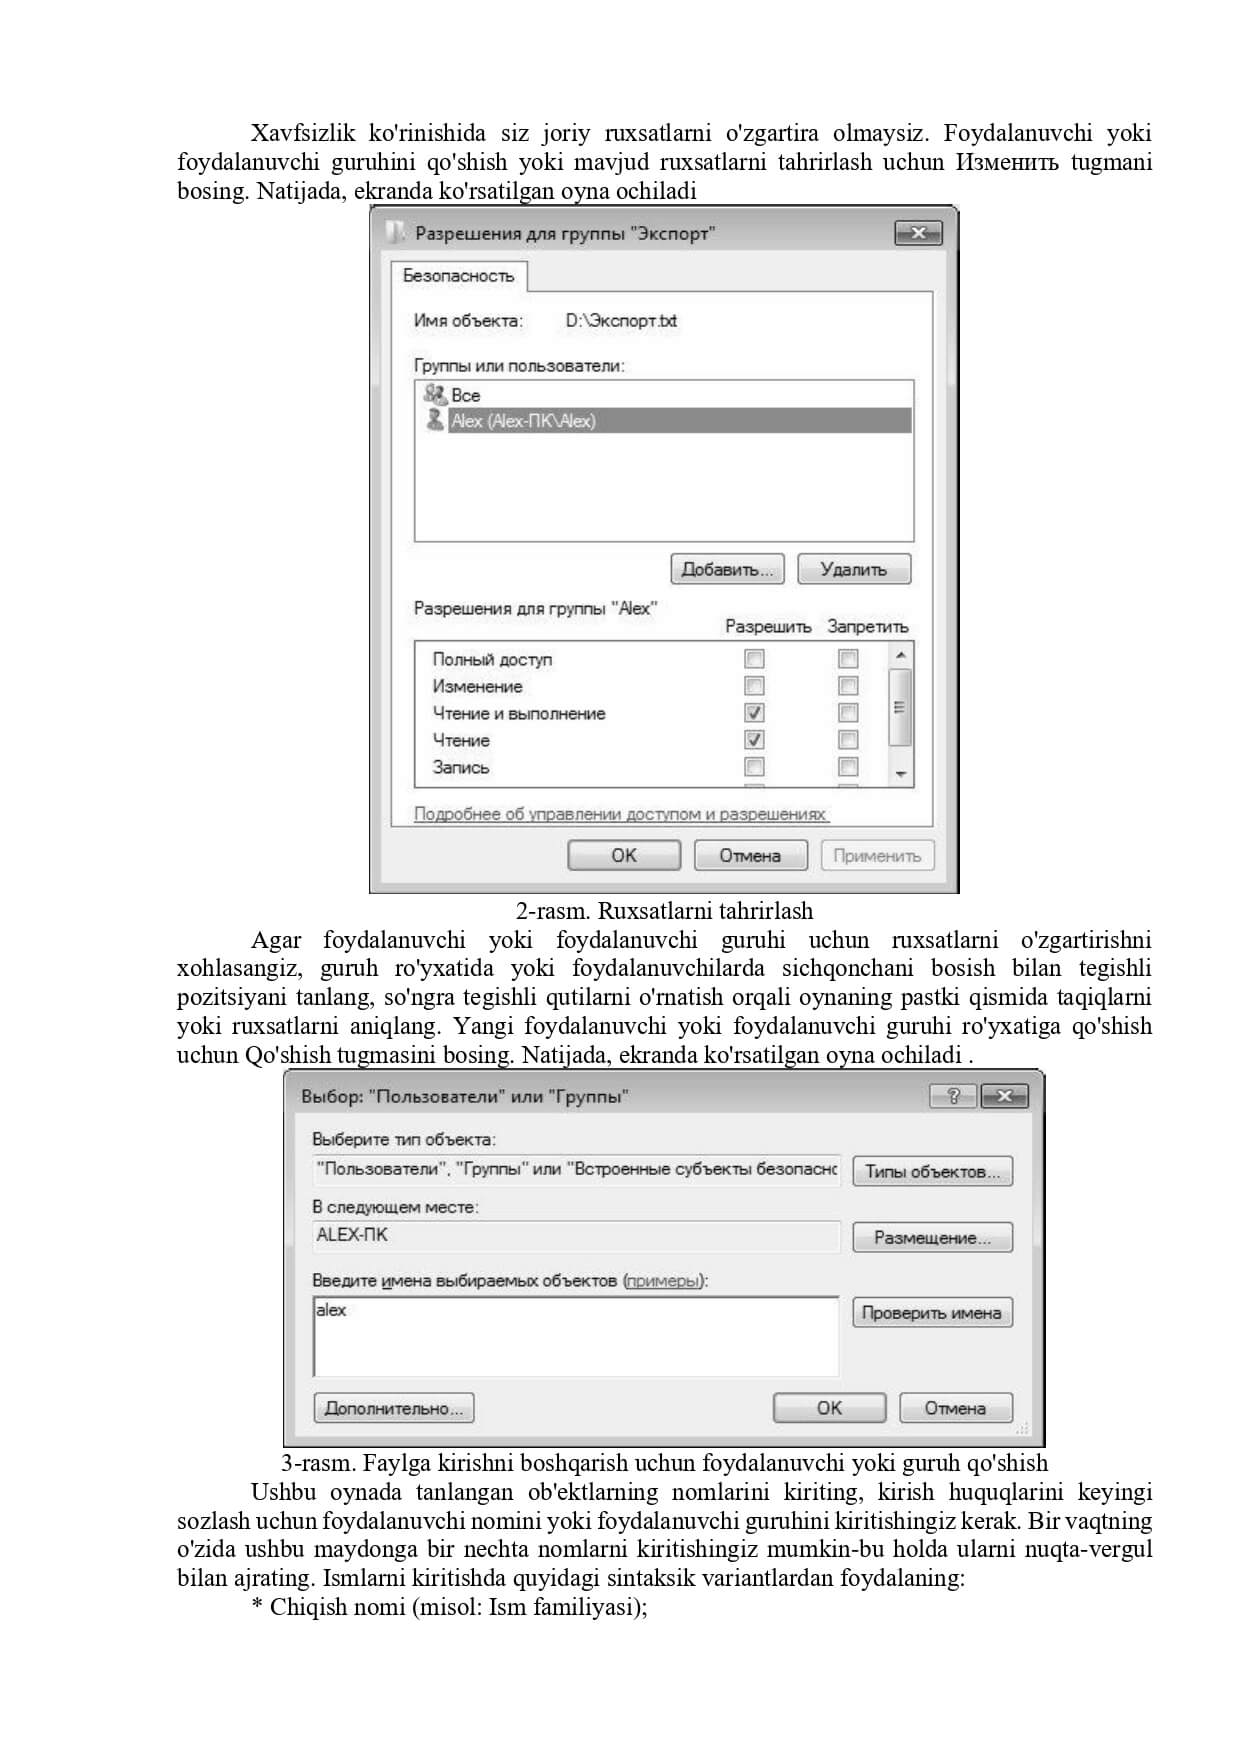 Xavfsizlik ko'rinishida siz joriy ruxsatlarni o'zgartira olmaysiz. Foydalanuvchi yoki
foydalanuvchi guruhini qo'shish yoki mavjud ruxsatlarni tahrirlash uchun Изменить tugmani
bosing. Natijada, ekranda ko'rsatilgan oyna ochiladi
Разрешения для группы "Экспорт"
Безопасность
Имя объекта: D:\Экспорт.txt
Группы или пользователи:
Все
Alex (Alex-ПК\Alex)
Добавить... Удалить
Разрешения для группы "Alex"
Разрешить Запретить
Полный доступ
Изменение
Чтение и выполнение
Чтение
Запись
Подробнее об управлении доступом и разрешениях
ОК Отмена Применить
2-rasm. Ruxsatlarni tahrirlash
Agar foydalanuvchi yoki foydalanuvchi guruhi uchun ruxsatlarni o'zgartirishni
xohlasangiz, guruh ro'yxatida yoki foydalanuvchilarda sichqonchani bosish bilan tegishli
pozitsiyani tanlang, so'ngra tegishli qutilarni o'rnatish orqali oynaning pastki qismida taqiqlarni
yoki ruxsatlarni aniqlang. Yangi foydalanuvchi yoki foydalanuvchi guruhi ro'yxatiga qo'shish
uchun Qo'shish tugmasini bosing. Natijada, ekranda ko'rsatilgan oyna ochiladi .
Выбор: "Пользователи" или "Группы"
Выберите тип объекта:
"Пользователи", "Группы" или "Встроенные субъекты безопасно Типы объектов...
В следующем месте:
ALEX-ПК Размещение...
Введите имена выбираемых объектов (примеры):
alex Проверить имена
Дополнительно... ОК Отмена
3-rasm. Faylga kirishni boshqarish uchun foydalanuvchi yoki guruh qo'shish
Ushbu oynada tanlangan ob'ektlarning nomlarini kiriting, kirish huquqlarini keyingi
sozlash uchun foydalanuvchi nomini yoki foydalanuvchi guruhini kiritishingiz kerak. Bir vaqtning
o'zida ushbu maydonga bir nechta nomlarni kiritishingiz mumkin-bu holda ularni nuqta-vergul
bilan ajrating. Ismlarni kiritishda quyidagi sintaksik variantlardan foydalaning:
* Chiqish nomi (misol: Ism familiyasi);